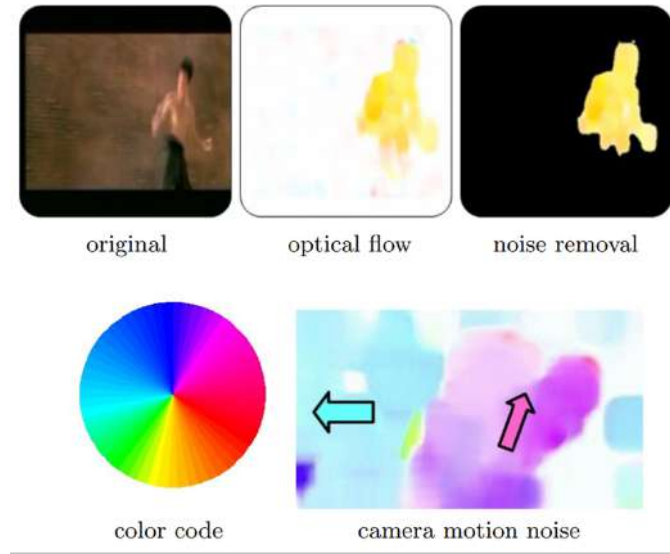 original
optical flow
noise removal
color code
camera motion noise